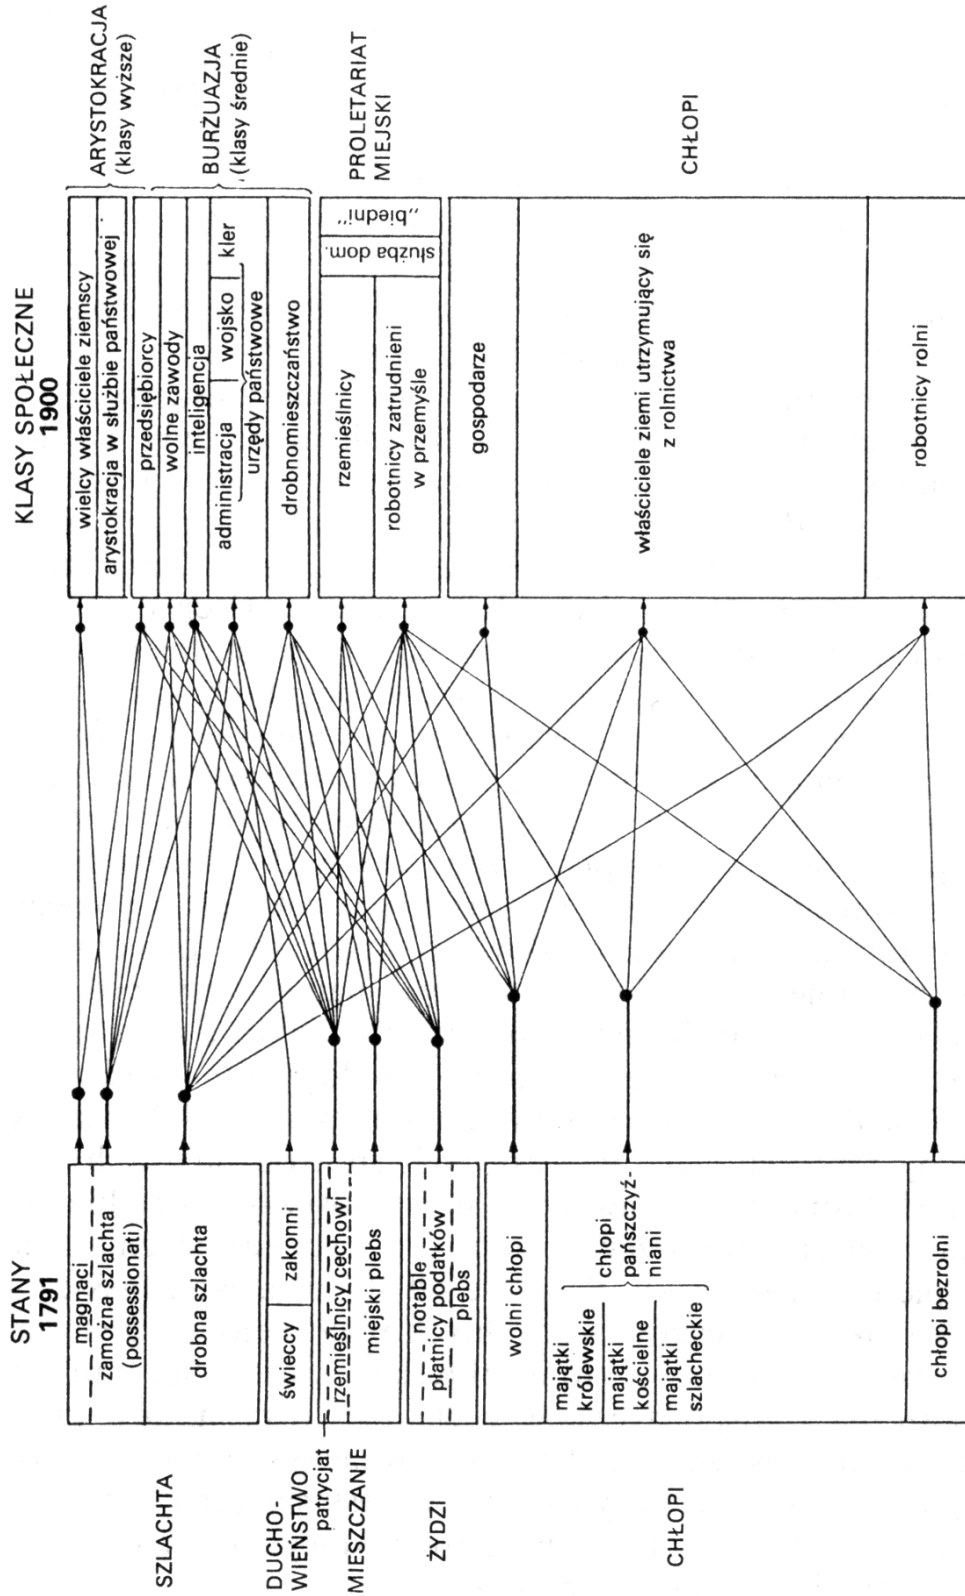 STANY
1791
SZLACHTA
magnaci
zamożna szlachta
(possessionati)
drobna szlachta
DUCHO-
WIEŃSTWO
świeccy
zakonni
patrycjat
MIESZCZANIE
rzemieślnicy cechowi
miejski plebs
ŻYDZI
notable
płatnicy podatków
plebs
CHŁOPI
wolni chłopi
majątki
królewskie
majątki
kościelne
majątki
szlacheckie
chłopi
pańszczyź-
niani
chłopi bezrolni
KLASY SPOŁECZNE
1900
wielcy właściciele ziemscy
arystokracja w służbie państwowej
ARYSTOKRACJA
(klasy wyższe)
przedsiębiorcy
wolne zawody
inteligencja
administracja
wojsko
kler
urzędy państwowe
drobnomieszczaństwo
BURŻUAZJA
(klasy średnie)
rzemieślnicy
robotnicy zatrudnieni
w przemyśle
służba dom.
„biedni”
PROLETARIAT
MIEJSKI
gospodarze
właściciele ziemi utrzymujący się
z rolnictwa
robotnicy rolni
CHŁOPI